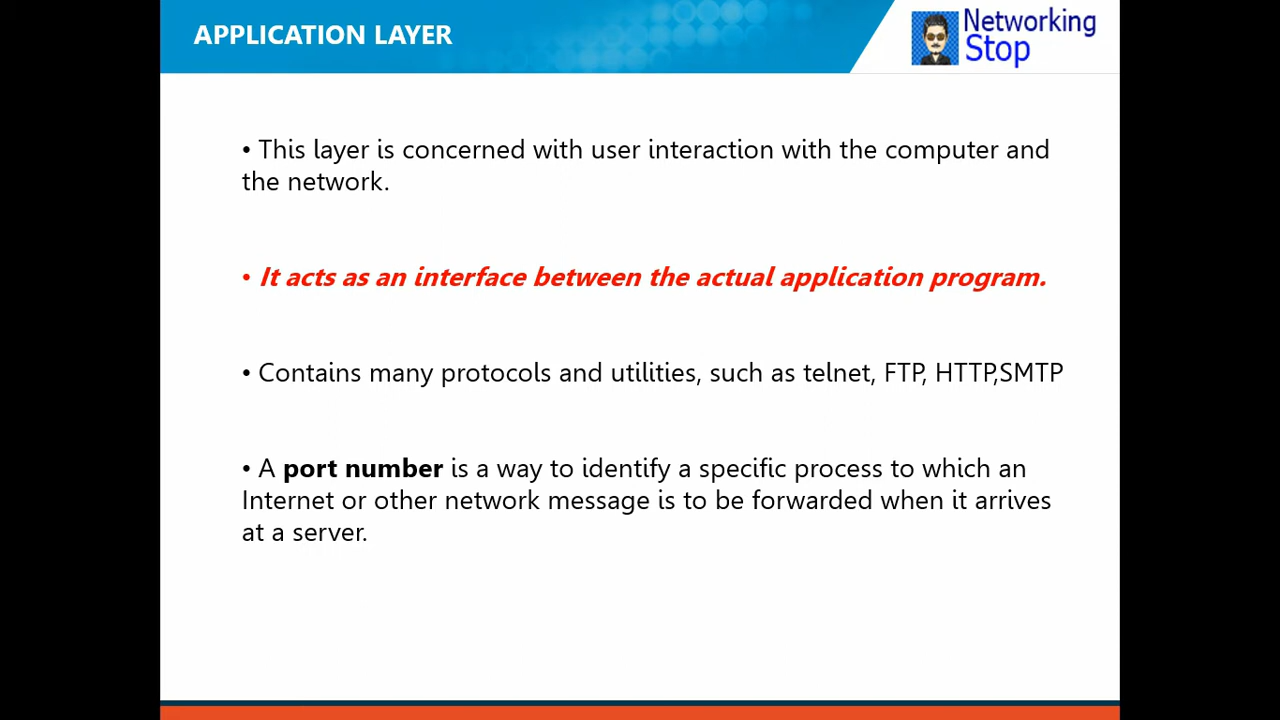 APPLICATION LAYER
Networking
Stop
• This layer is concerned with user interaction with the computer and
the network.
• It acts as an interface between the actual application program.
• Contains many protocols and utilities, such as telnet, FTP, HTTP,SMTP
• A port number is a way to identify a specific process to which an
Internet or other network message is to be forwarded when it arrives
at a server.